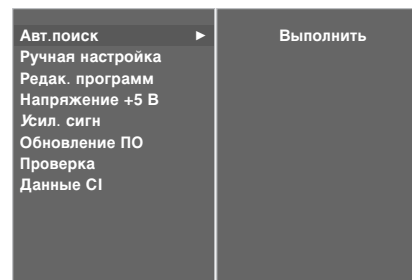 Авт.поиск ► Выполнить
Ручная настройка
Редак. программ
Напряжение +5 В
Усил. сигн
Обновление ПО
Проверка
Данные CI